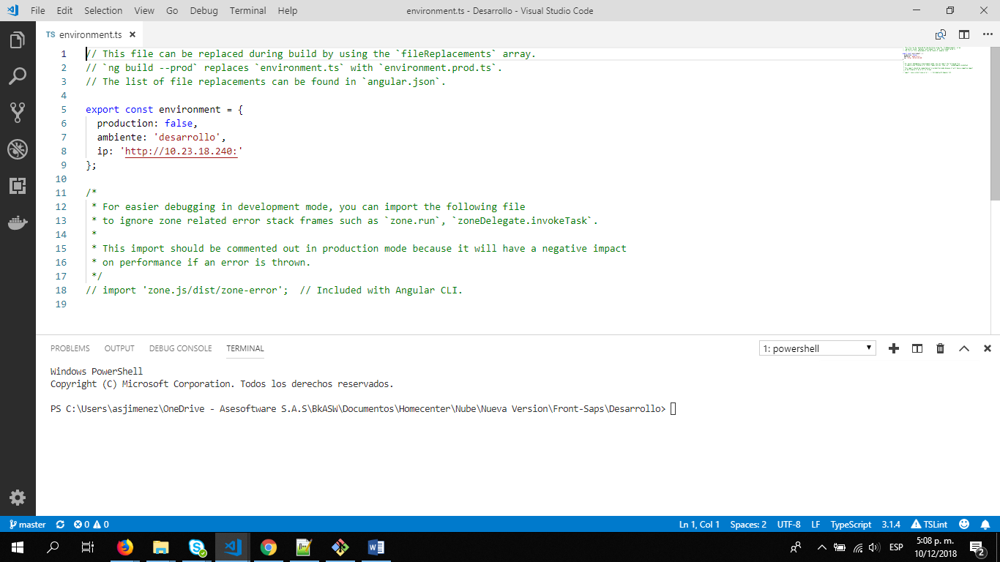 File Edit Selection View Go Debug Terminal Help
environment.ts - Desarrollo - Visual Studio Code
TS environment.ts
1 // This file can be replaced during build by using the `fileReplacements` array.
2 // `ng build --prod` replaces `environment.ts` with `environment.prod.ts`.
3 // The list of file replacements can be found in `angular.json`.
4
5 export const environment = {
6 production: false,
7 ambiente: 'desarrollo',
8 ip: 'http://10.23.18.240:'
9 };
10
11 /*
12 * For easier debugging in development mode, you can import the following file
13 * to ignore zone related error stack frames such as `zone.run`, `zoneDelegate.invokeTask`.
14 *
15 * This import should be commented out in production mode because it will have a negative impact
16 * on performance if an error is thrown.
17 */
18 // import 'zone.js/dist/zone-error';  // Included with Angular CLI.
19
PROBLEMS OUTPUT DEBUG CONSOLE TERMINAL
1: powershell
Windows PowerShell
Copyright (C) Microsoft Corporation. Todos los derechos reservados.
PS C:\Users\asjimenez\OneDrive - Asesoftware S.A.S\BkASW\Documentos\Homecenter\Nube\Nueva Version\Front-Saps\Desarrollo>
master 0 0
Ln 1, Col 1 Spaces: 2 UTF-8 LF TypeScript 3.1.4 TSLint
ESP
5:08 p. m.
10/12/2018
2